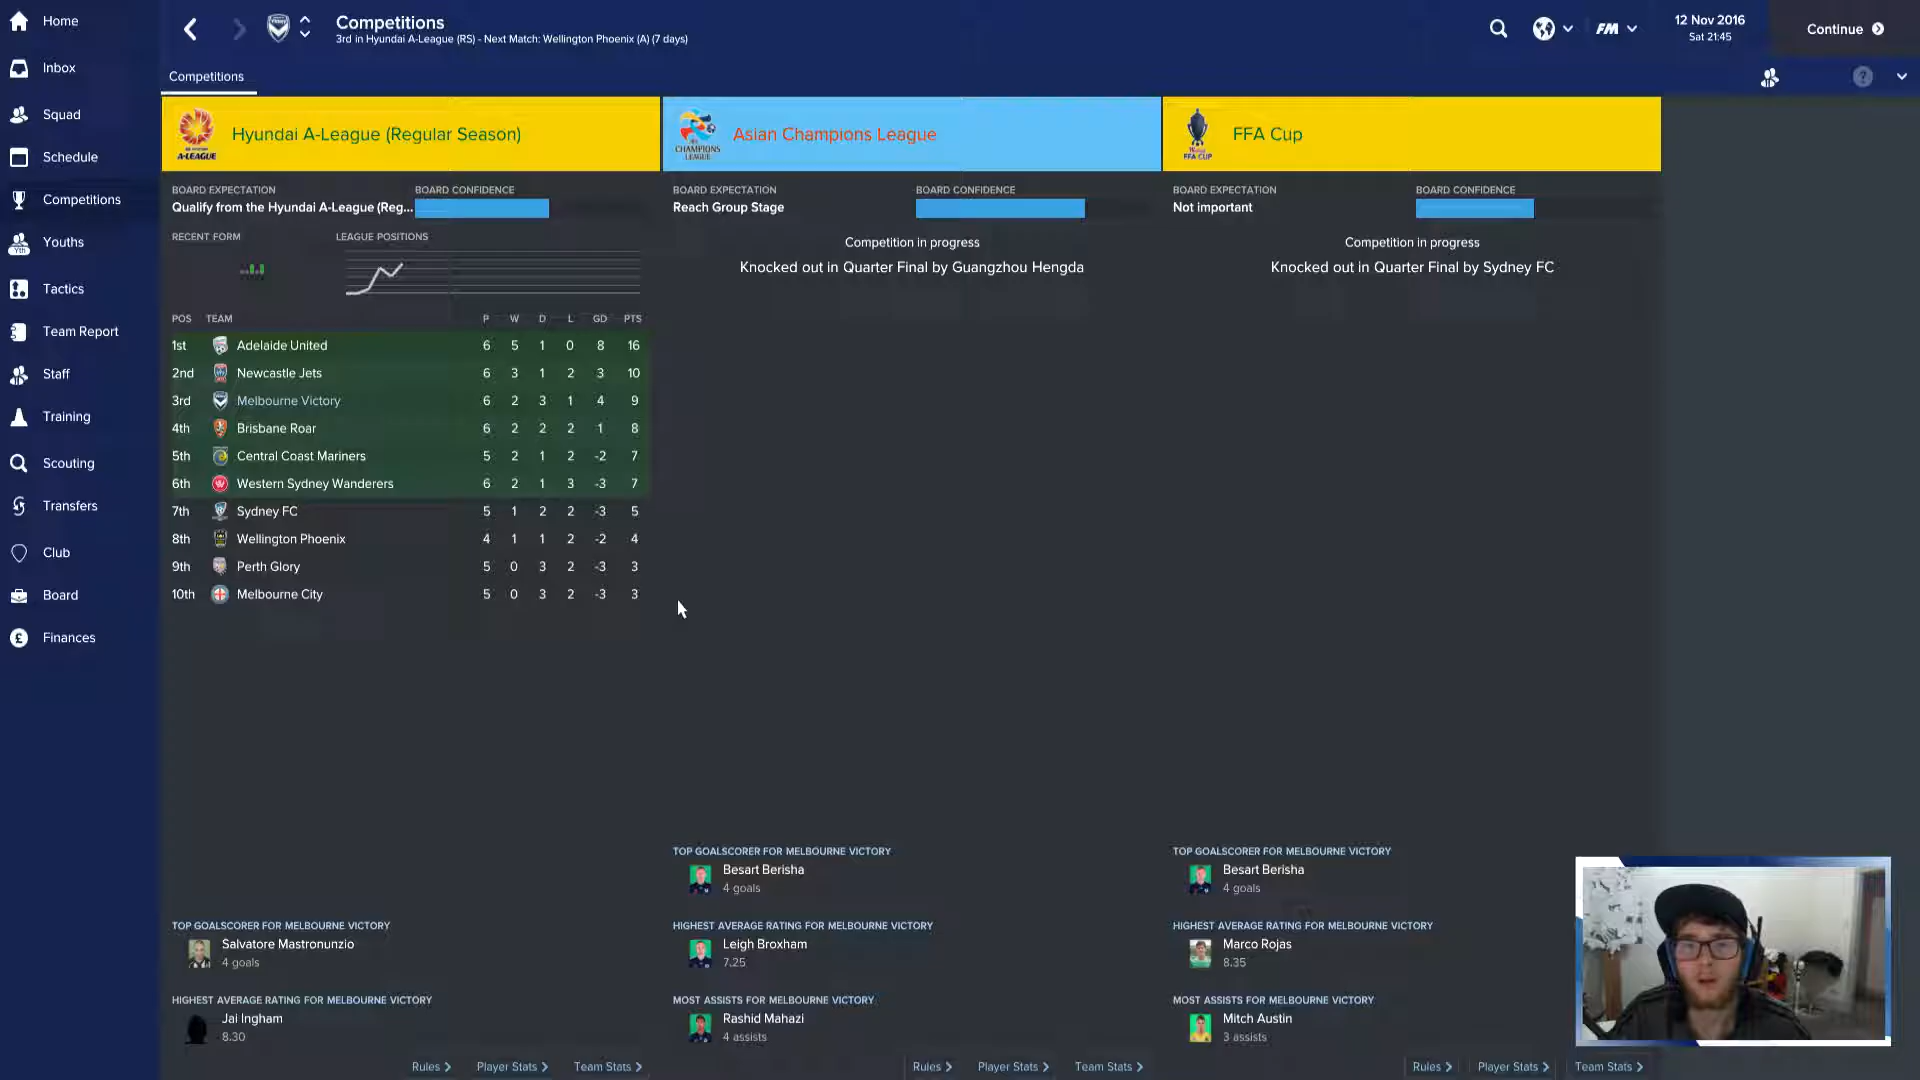 Home
Inbox
Squad
Schedule
Competitions
Youths
Tactics
Team Report
Staff
Training
Scouting
Transfers
Club
Board
Finances
Competitions
3rd in Hyundai A-League (RS) - Next Match: Wellington Phoenix (A) (7 days)
FM
12 Nov 2016
Sat 21:45
Continue
Competitions
A-LEAGUE
Hyundai A-League (Regular Season)
CHAMPIONS
LEAGUE
Asian Champions League
FFA CUP
FFA Cup
BOARD EXPECTATION
BOARD CONFIDENCE
Qualify from the Hyundai A-League (Reg...
RECENT FORM
LEAGUE POSITIONS
POS TEAM P W D L GD PTS
1st Adelaide United 6 5 1 0 8 16
2nd Newcastle Jets 6 3 1 2 3 10
3rd Melbourne Victory 6 2 3 1 4 9
4th Brisbane Roar 6 2 2 2 1 8
5th Central Coast Mariners 5 2 1 2 -2 7
6th Western Sydney Wanderers 6 2 1 3 -3 7
7th Sydney FC 5 1 2 2 -3 5
8th Wellington Phoenix 4 1 1 2 -2 4
9th Perth Glory 5 0 3 2 -3 3
10th Melbourne City 5 0 3 2 -3 3
TOP GOALSCORER FOR MELBOURNE VICTORY
Salvatore Mastronunzio
4 goals
HIGHEST AVERAGE RATING FOR MELBOURNE VICTORY
Jai Ingham
8.30
Rules Player Stats Team Stats
BOARD EXPECTATION
BOARD CONFIDENCE
Reach Group Stage
Competition in progress
Knocked out in Quarter Final by Guangzhou Hengda
TOP GOALSCORER FOR MELBOURNE VICTORY
Besart Berisha
4 goals
HIGHEST AVERAGE RATING FOR MELBOURNE VICTORY
Leigh Broxham
7.25
MOST ASSISTS FOR MELBOURNE VICTORY
Rashid Mahazi
4 assists
Rules Player Stats Team Stats
BOARD EXPECTATION
BOARD CONFIDENCE
Not important
Competition in progress
Knocked out in Quarter Final by Sydney FC
TOP GOALSCORER FOR MELBOURNE VICTORY
Besart Berisha
4 goals
HIGHEST AVERAGE RATING FOR MELBOURNE VICTORY
Marco Rojas
8.35
MOST ASSISTS FOR MELBOURNE VICTORY
Mitch Austin
3 assists
Rules Player Stats Team Stats